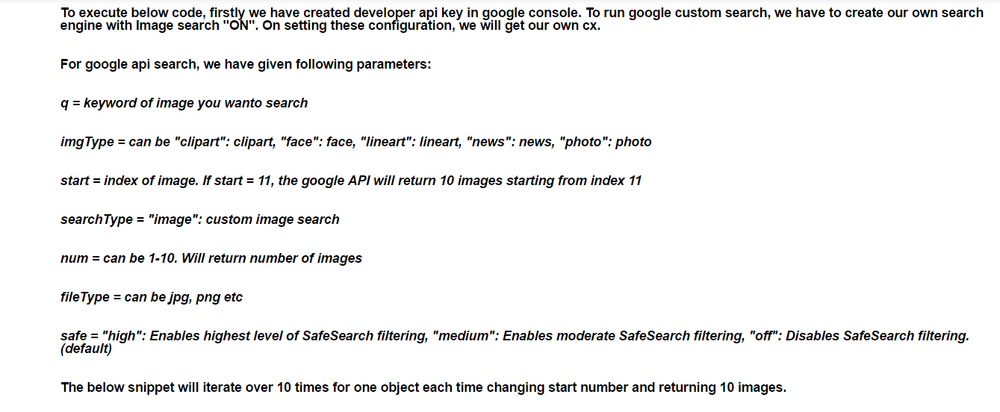 To execute below code, firstly we have created developer api key in google console. To run google custom search, we have to create our own search
engine with Image search "ON". On setting these configuration, we will get our own cx.
For google api search, we have given following parameters:
q = keyword of image you wanto search
imgType = can be "clipart": clipart, "face": face, "lineart": lineart, "news": news, "photo": photo
start = index of image. If start = 11, the google API will return 10 images starting from index 11
searchType = "image": custom image search
num = can be 1-10. Will return number of images
fileType = can be jpg, png etc
safe = "high": Enables highest level of SafeSearch filtering, "medium": Enables moderate SafeSearch filtering, "off": Disables SafeSearch filtering.
(default)
The below snippet will iterate over 10 times for one object each time changing start number and returning 10 images.